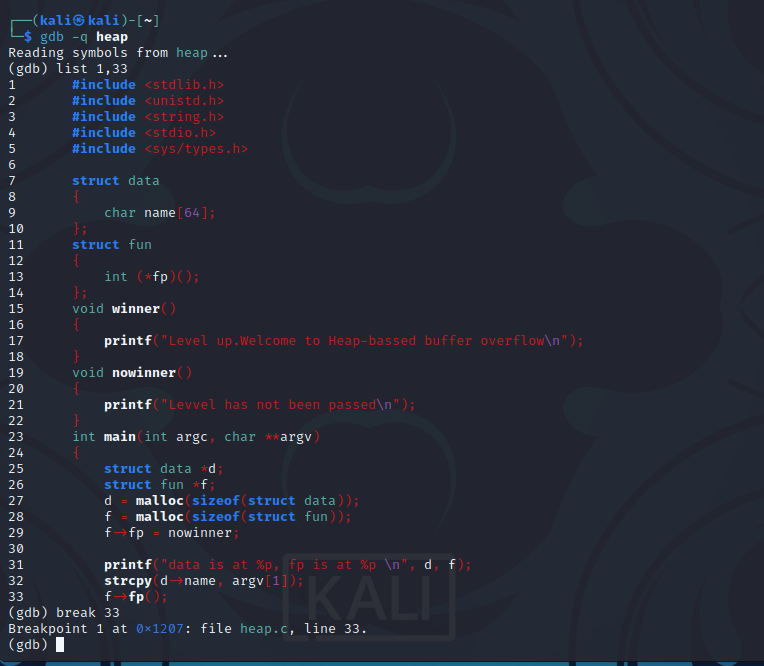 ┌──(kali㉿kali)-[~]
└─$ gdb -q heap
Reading symbols from heap...
(gdb) list 1,33
1       #include <stdlib.h>
2       #include <unistd.h>
3       #include <string.h>
4       #include <stdio.h>
5       #include <sys/types.h>
6
7       struct data
8       {
9           char name[64];
10      };
11      struct fun
12      {
13          int (*fp)();
14      };
15      void winner()
16      {
17          printf("Level up.Welcome to Heap-bassed buffer overflow\n");
18      }
19      void nowinner()
20      {
21          printf("Levvel has not been passed\n");
22      }
23      int main(int argc, char **argv)
24      {
25          struct data *d;
26          struct fun *f;
27          d = malloc(sizeof(struct data));
28          f = malloc(sizeof(struct fun));
29          f->fp = nowinner;
30
31          printf("data is at %p, fp is at %p \n", d, f);
32          strcpy(d->name, argv[1]);
33          f->fp();
(gdb) break 33
Breakpoint 1 at 0×1207: file heap.c, line 33.
(gdb)
KALI